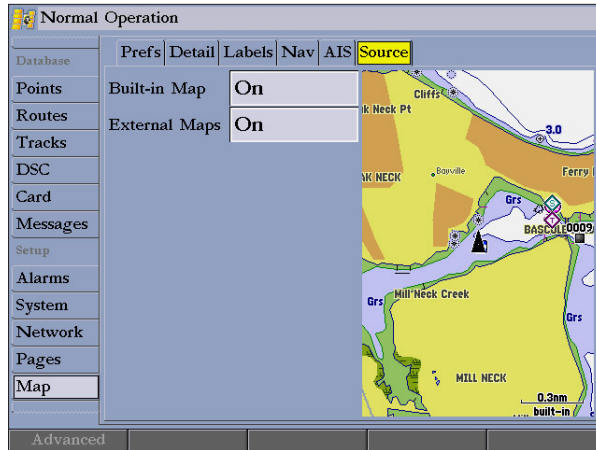 Normal Operation
Prefs Detail Labels Nav AIS Source
Database
Points
Routes
Tracks
DSC
Card
Messages
Setup
Alarms
System
Network
Pages
Map
Built-in Map On
External Maps On
Cliffs
k Neck Pt
3.0
AK NECK
Bayville
Ferry
Grs
BASCULE
0009
Mill Neck Creek
Grs
Grs
MILL NECK
0.3nm
built-in
Advanced